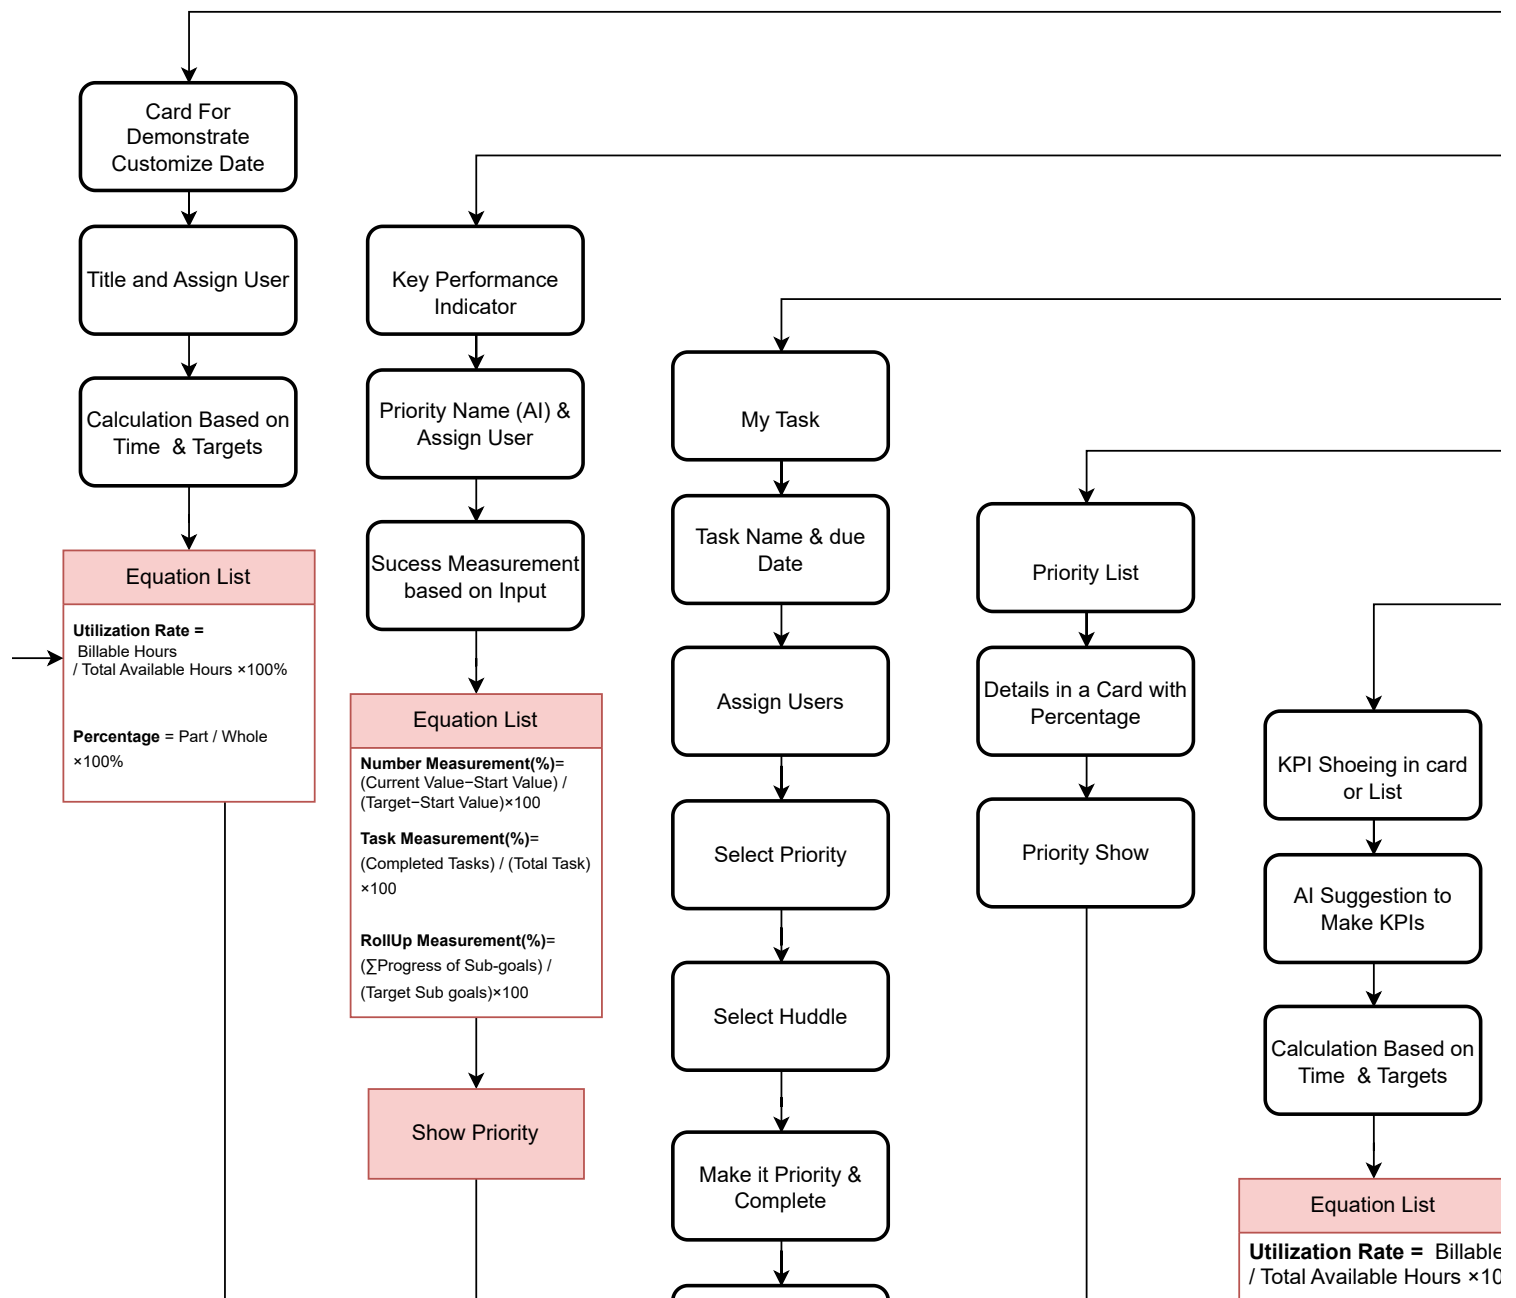 Card For
Demonstrate
Customize Date
Title and Assign User
Calculation Based on
Time & Targets
Equation List
Utilization Rate =
Billable Hours
/ Total Available Hours ×100%
Percentage = Part / Whole
×100%
Key Performance
Indicator
Priority Name (AI) &
Assign User
Sucess Measurement
based on Input
Equation List
Number Measurement(%)=
(Current Value−Start Value) /
(Target−Start Value)×100
Task Measurement(%)=
(Completed Tasks) / (Total Task)
×100
RollUp Measurement(%)=
(∑Progress of Sub-goals) /
(Target Sub goals)×100
Show Priority
My Task
Task Name & due
Date
Assign Users
Select Priority
Select Huddle
Make it Priority &
Complete
Priority List
Details in a Card with
Percentage
Priority Show
KPI Shoeing in card
or List
AI Suggestion to
Make KPIs
Calculation Based on
Time & Targets
Equation List
Utilization Rate = Billable
/ Total Available Hours ×10